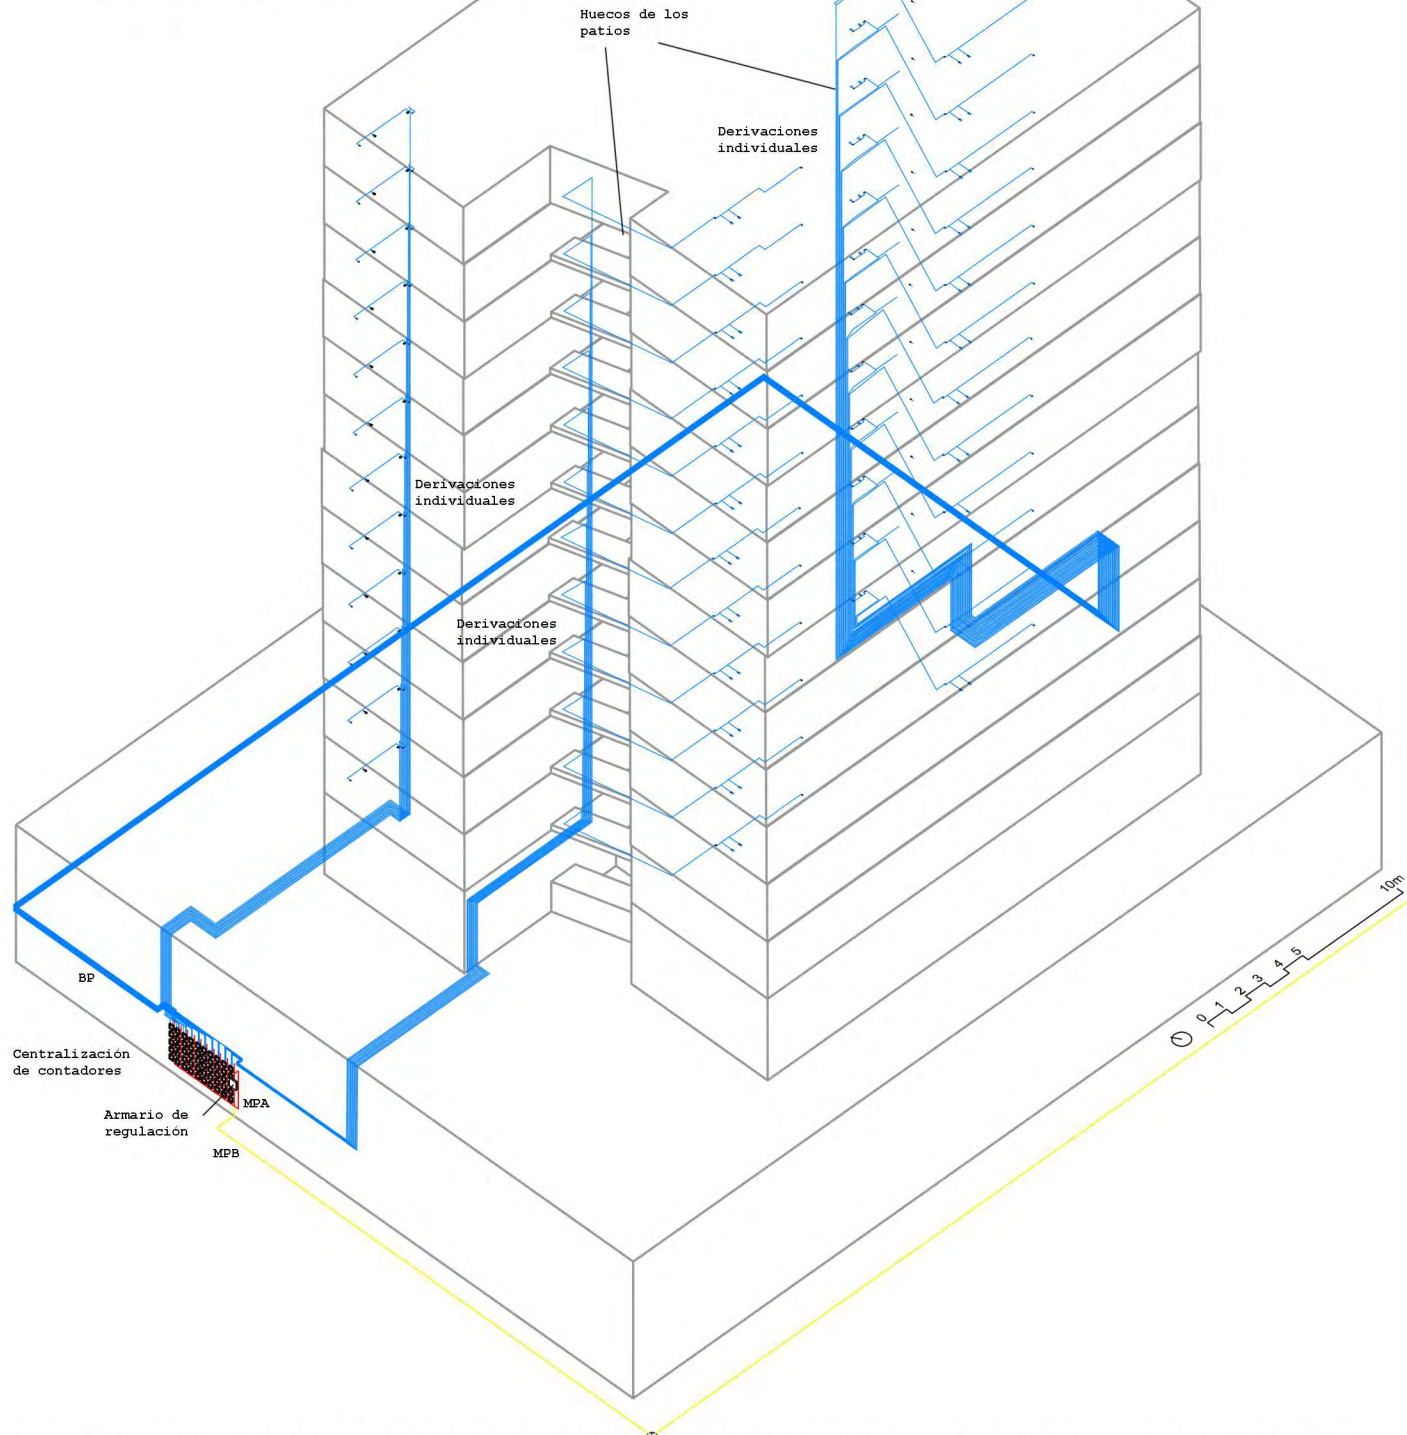 Huecos de los
patios
Derivaciones
individuales
Derivaciones
individuales
Derivaciones
individuales
BP
Centralización
de contadores
MPA
Armario de
regulación
MPB
0 1 2 3 4 5 10m